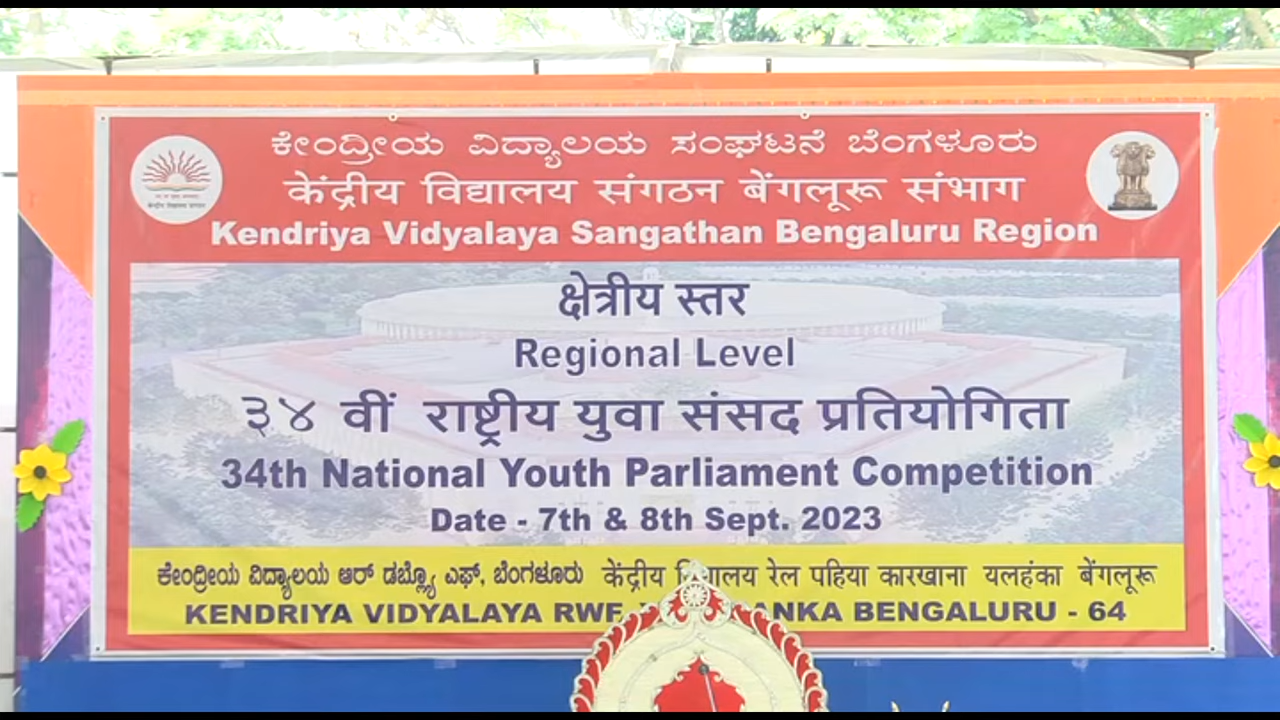 ಕೇಂದ್ರೀಯ ವಿದ್ಯಾಲಯ ಸಂಘಟನೆ ಬೆಂಗಳೂರು
केंद्रीय विद्यालय संगठन बेंगलूरू संभाग
Kendriya Vidyalaya Sangathan Bengaluru Region
क्षेत्रीय स्तर
Regional Level
३४ वीं राष्ट्रीय युवा संसद प्रतियोगिता
34th National Youth Parliament Competition
Date - 7th & 8th Sept. 2023
ಕೇಂದ್ರೀಯ ವಿದ್ಯಾಲಯ ಆರ್ ಡಬ್ಲ್ಯೊ ಎಫ್, ಬೆಂಗಳೂರು केंद्रीय रेल पहिया कारखाना यलहंका बेंगलूरू
KENDRIYA VIDYALAYA RWF BENGALURU - 64